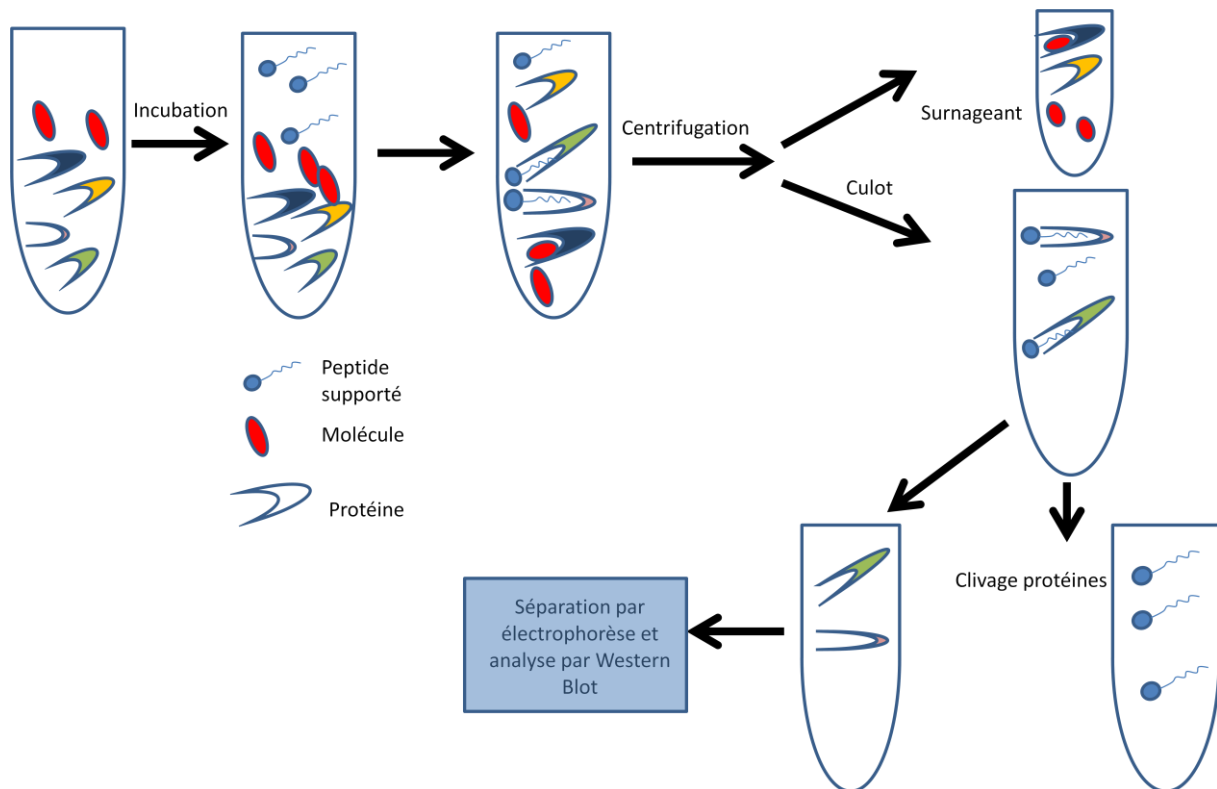 Incubation
Centrifugation
Surnageant
Culot
Peptide
supporté
Molécule
Protéine
Clivage protéines
Séparation par
électrophorèse et
analyse par Western
Blot